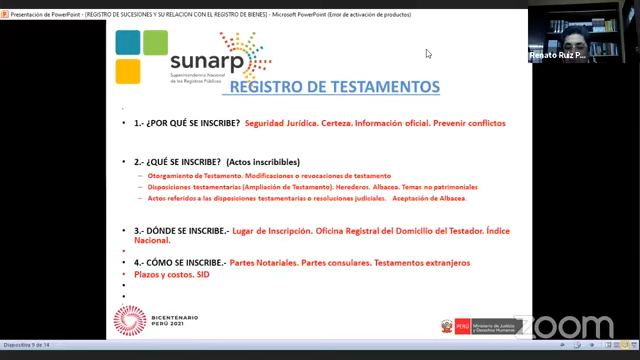 Presentación de PowerPoint - [REGISTRO DE SUCESIONES Y SU RELACION CON EL REGISTRO DE BIENES] - Microsoft PowerPoint (Error de activación de productos)
Renato Ruiz P...
sunarp
Superintendencia Nacional
de los Registros Públicos
REGISTRO DE TESTAMENTOS
• 1.- ¿POR QUÉ SE INSCRIBE? Seguridad Jurídica. Certeza. Información oficial. Prevenir conflictos
• 2.- ¿QUÉ SE INSCRIBE? (Actos inscribibles)
– Otorgamiento de Testamento. Modificaciones o revocaciones de testamento
– Disposiciones testamentarias (Ampliación de Testamento). Herederos. Albacea. Temas no patrimoniales
– Actos referidos a las disposiciones testamentarias o resoluciones judiciales. Aceptación de Albacea.
• 3.- DÓNDE SE INSCRIBE.- Lugar de Inscripción. Oficina Registral del Domicilio del Testador. Índice
Nacional.
• 4.- CÓMO SE INSCRIBE.- Partes Notariales. Partes consulares. Testamentos extranjeros
• Plazos y costos. SID
BICENTENARIO
PERÚ 2021
PERÚ
Ministerio de Justicia
y Derechos Humanos
zoom
Diapositiva 9 de 14